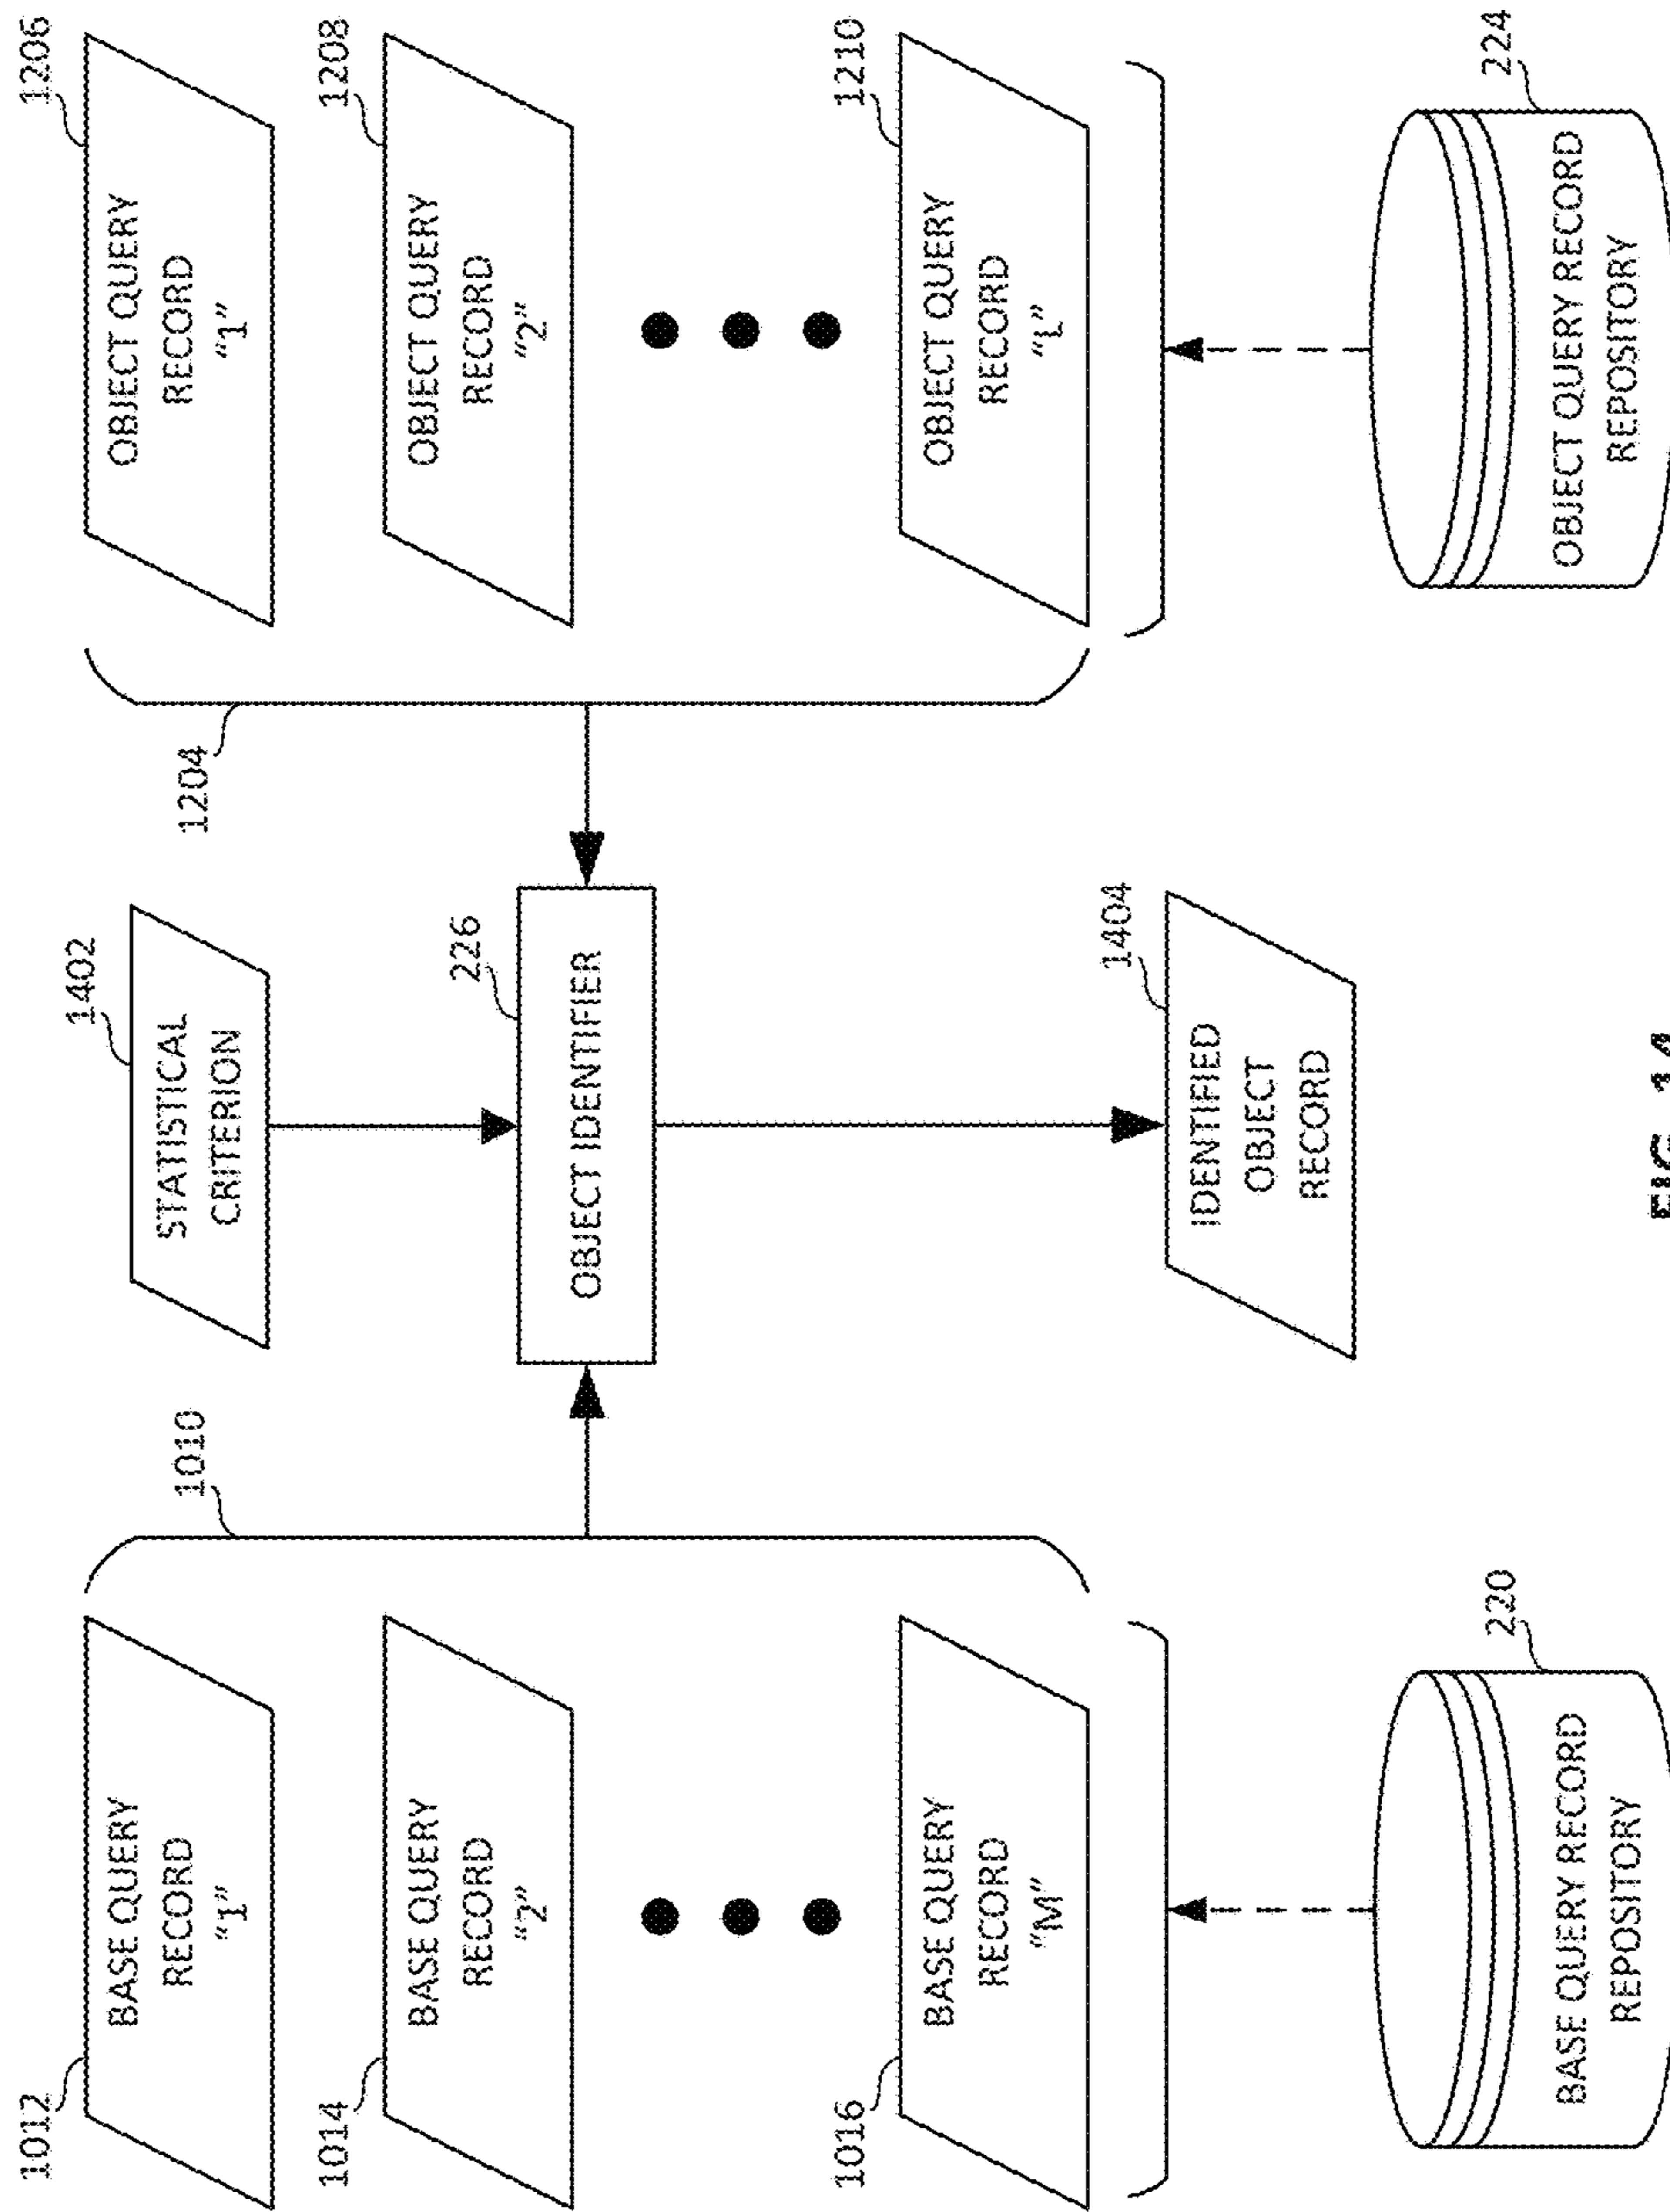 1012
BASE QUERY
RECORD
"1"
1014
BASE QUERY
RECORD
"2"
1016
BASE QUERY
RECORD
"M"
BASE QUERY RECORD
REPOSITORY
220
1010
STATISTICAL
CRITERION
1402
OBJECT IDENTIFIER
226
IDENTIFIED
OBJECT
RECORD
1404
1204
OBJECT QUERY
RECORD
"1"
1206
OBJECT QUERY
RECORD
"2"
1208
OBJECT QUERY
RECORD
"L"
1210
OBJECT QUERY RECORD
REPOSITORY
224
FIG. 14